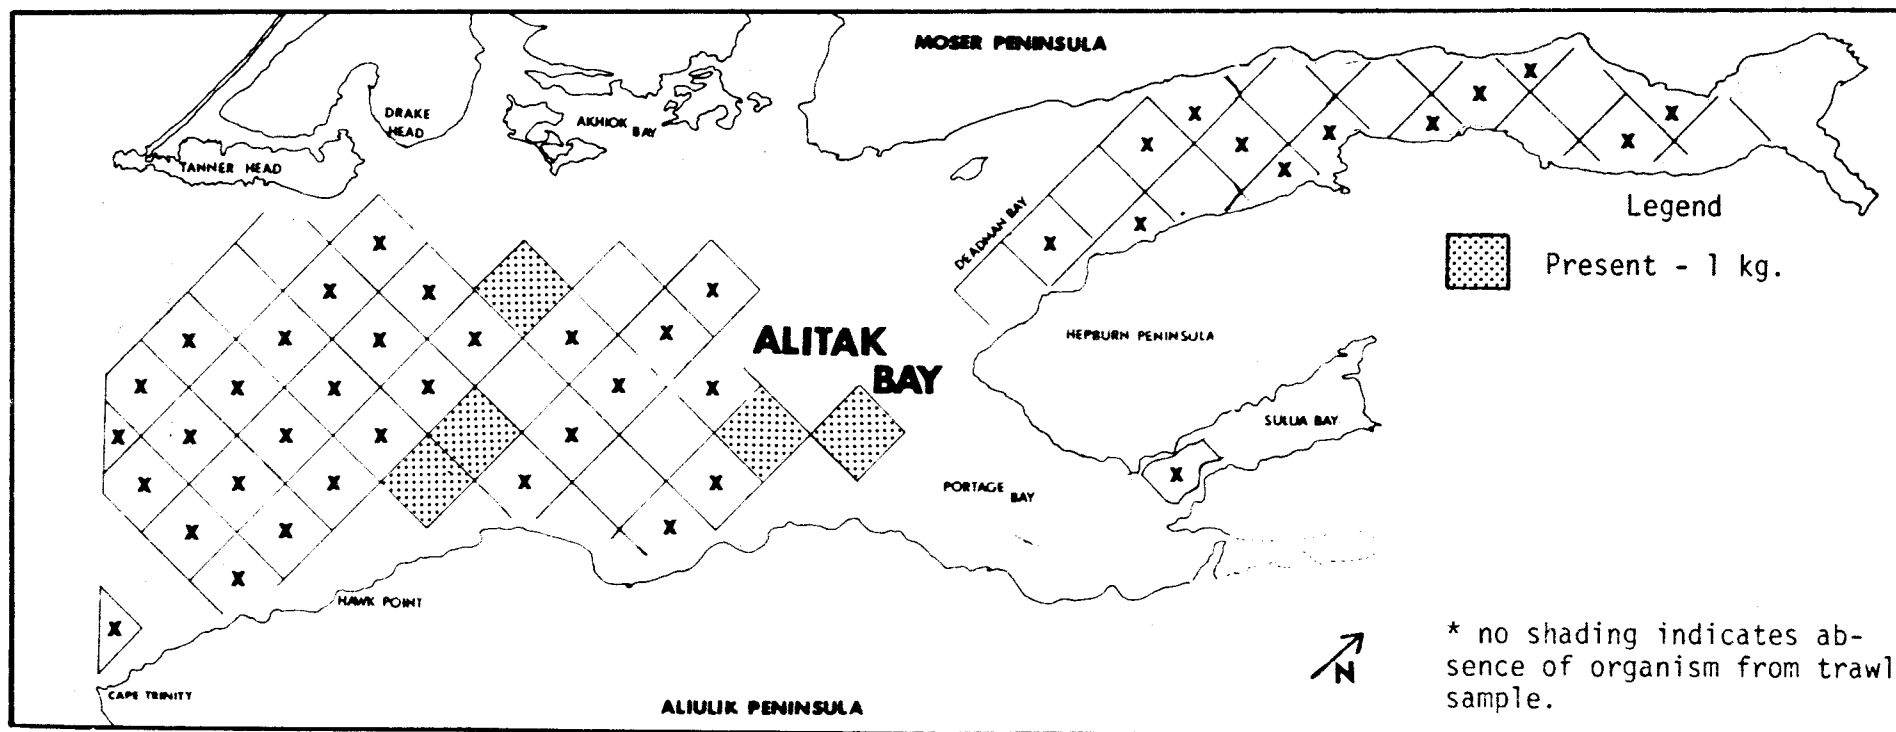 MOSER PENINSULA
DRAKE
HEAD
AKHIOK BAY
TANNER HEAD
DEADMAN BAY
Legend
Present - 1 kg.
ALITAK
BAY
HEPBURN PENINSULA
SULUA BAY
PORTAGE BAY
HAWK POINT
CAPE TRINITY
ALIULIK PENINSULA
N
* no shading indicates ab-
sence of organism from trawl
sample.
X X X X X X X X X X X X X
X X X X X X X X X X X X X X X X X X X X X X X X X X X X X X X
X
X